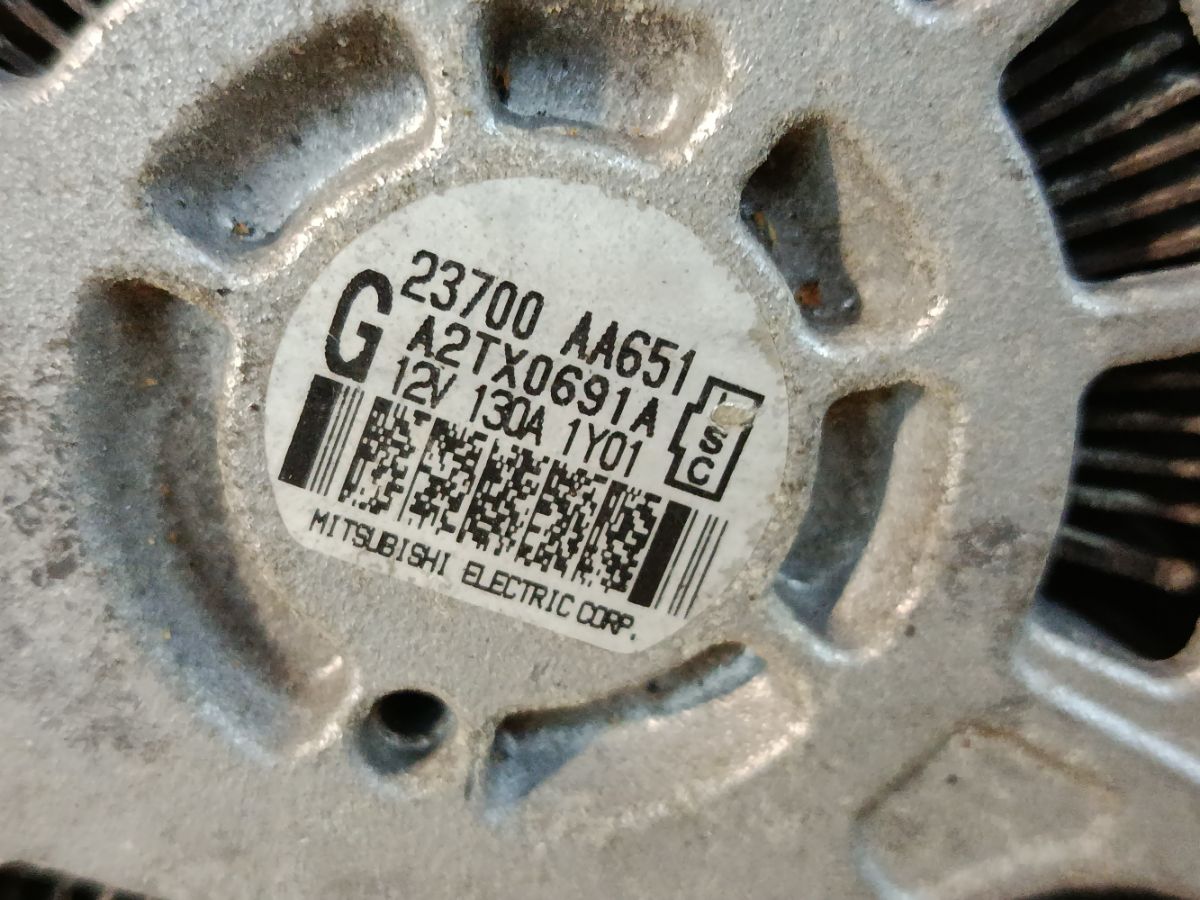 23700 AA651
G
A2TX0691A
12V 130A 1Y01
SC
MITSUBISHI ELECTRIC CORP.